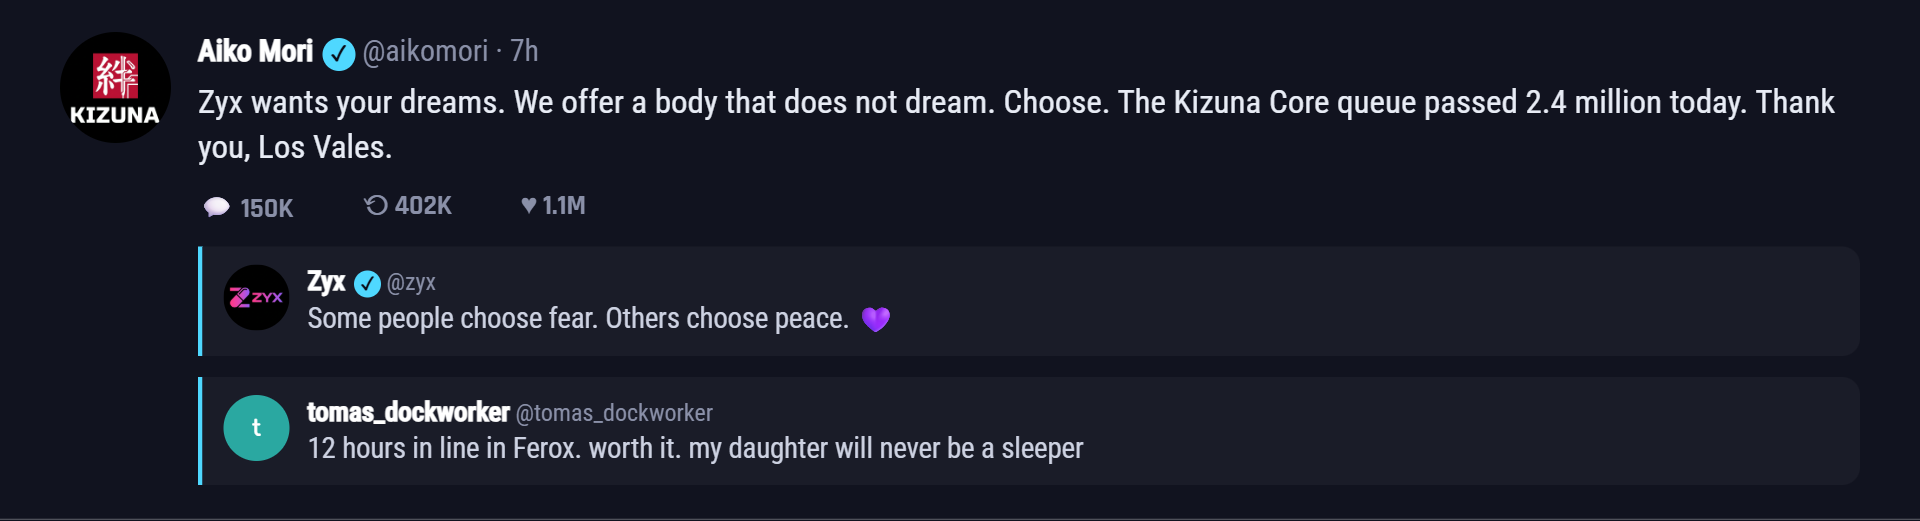 絆
KIZUNA
Aiko Mori ✓ @aikomori · 7h
Zyx wants your dreams. We offer a body that does not dream. Choose. The Kizuna Core queue passed 2.4 million today. Thank
you, Los Vales.
💬 150K ⟲ 402K ♥ 1.1M
ZYX
Zyx ✓ @zyx
Some people choose fear. Others choose peace. 💜
t
tomas_dockworker @tomas_dockworker
12 hours in line in Ferox. worth it. my daughter will never be a sleeper